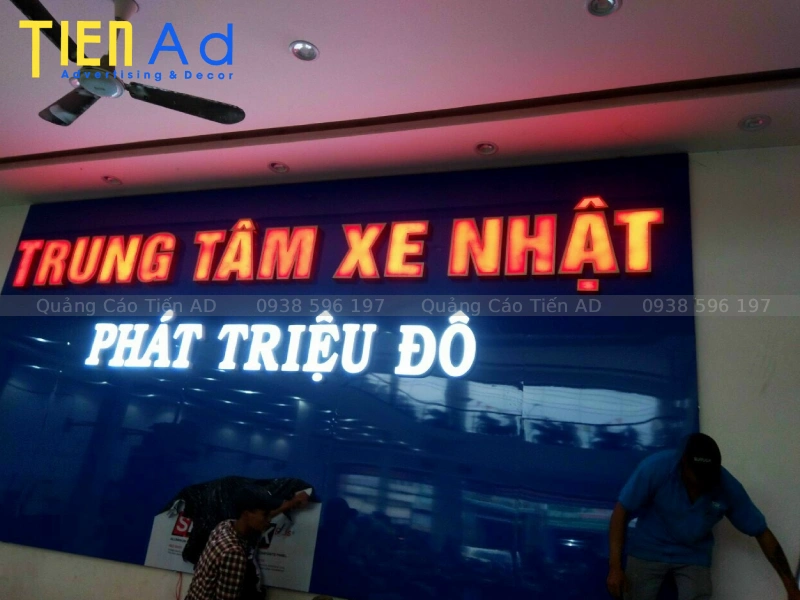 TIEN Ad
Advertising & Decor
TRUNG TÂM XE NHẬT
Quảng Cáo Tiến AD 0938 596 197 Quảng Cáo Tiến AD 0938 596 197
PHÁT TRIỆU ĐÔ